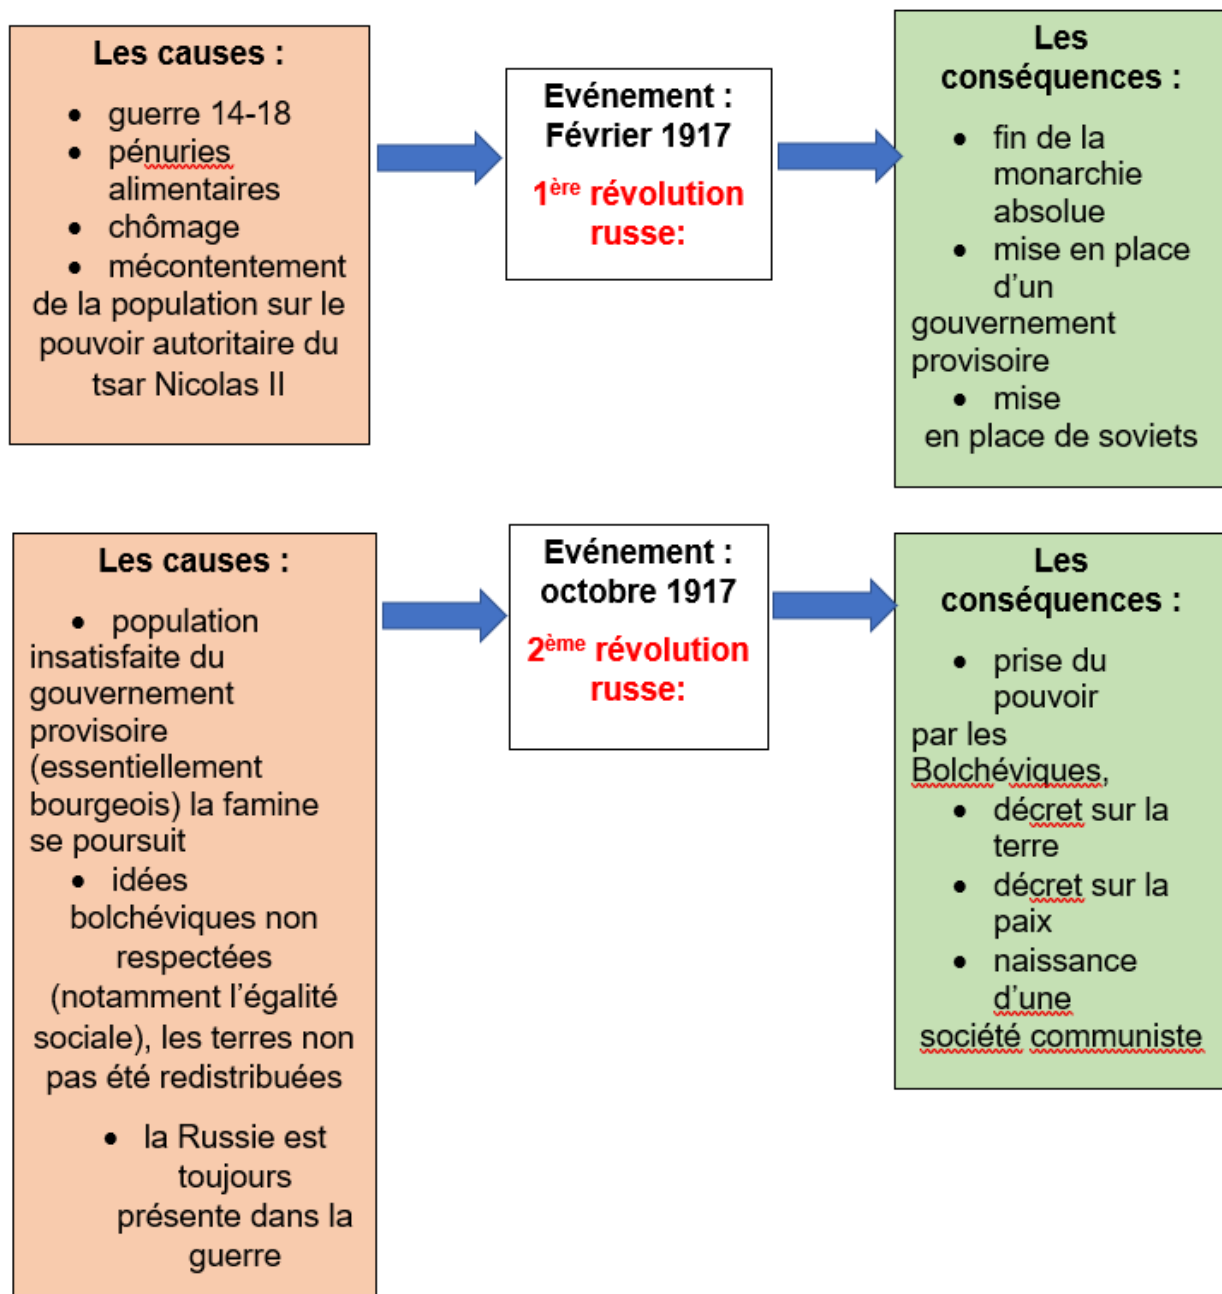 Les causes :
• guerre 14-18
• pénuries
alimentaires
• chômage
• mécontentement
de la population sur le
pouvoir autoritaire du
tsar Nicolas II
Evénement :
Février 1917
1ère révolution
russe:
Les
conséquences :
• fin de la
monarchie
absolue
• mise en place
d’un
gouvernement
provisoire
• mise
en place de soviets
Les causes :
• population
insatisfaite du
gouvernement
provisoire
(essentiellement
bourgeois) la famine
se poursuit
• idées
bolchéviques non
respectées
(notamment l’égalité
sociale), les terres non
pas été redistribuées
• la Russie est
toujours
présente dans la
guerre
Evénement :
octobre 1917
2ème révolution
russe:
Les
conséquences :
• prise du
pouvoir
par les
Bolchéviques,
• décret sur la
terre
• décret sur la
paix
• naissance
d’une
société communiste